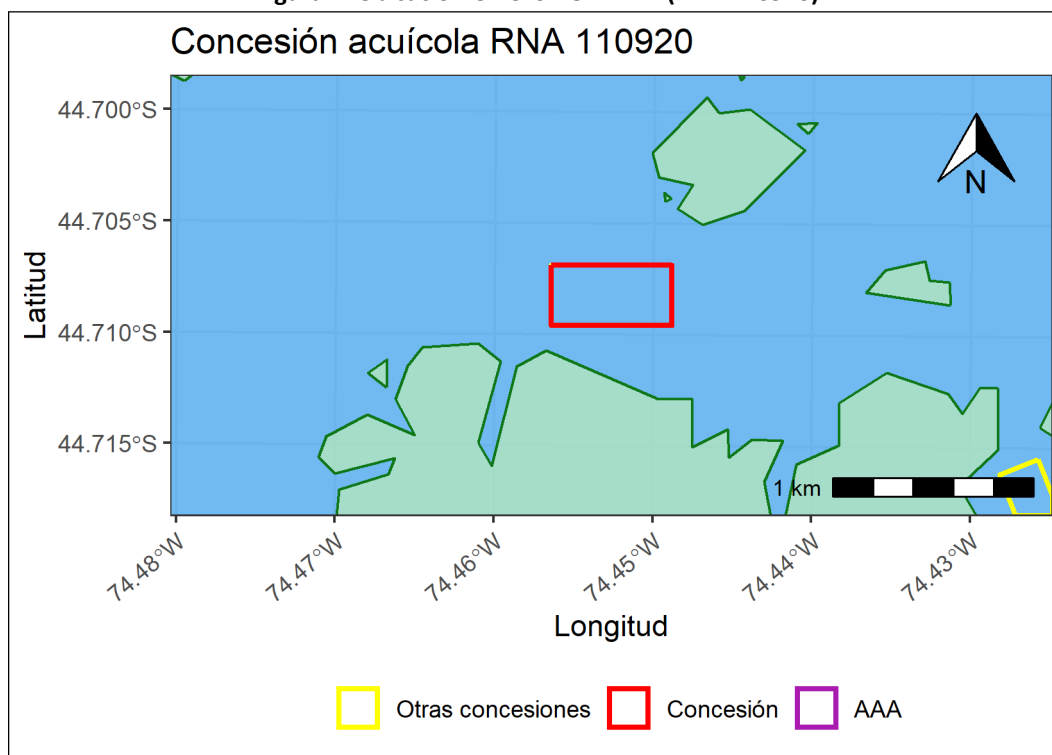 Concesión acuícola RNA 110920
44.700°S
44.705°S
44.710°S
44.715°S
Latitud
N
1 km
74.48°W
74.47°W
74.46°W
74.45°W
74.44°W
74.43°W
Longitud
Otras concesiones
Concesión
AAA